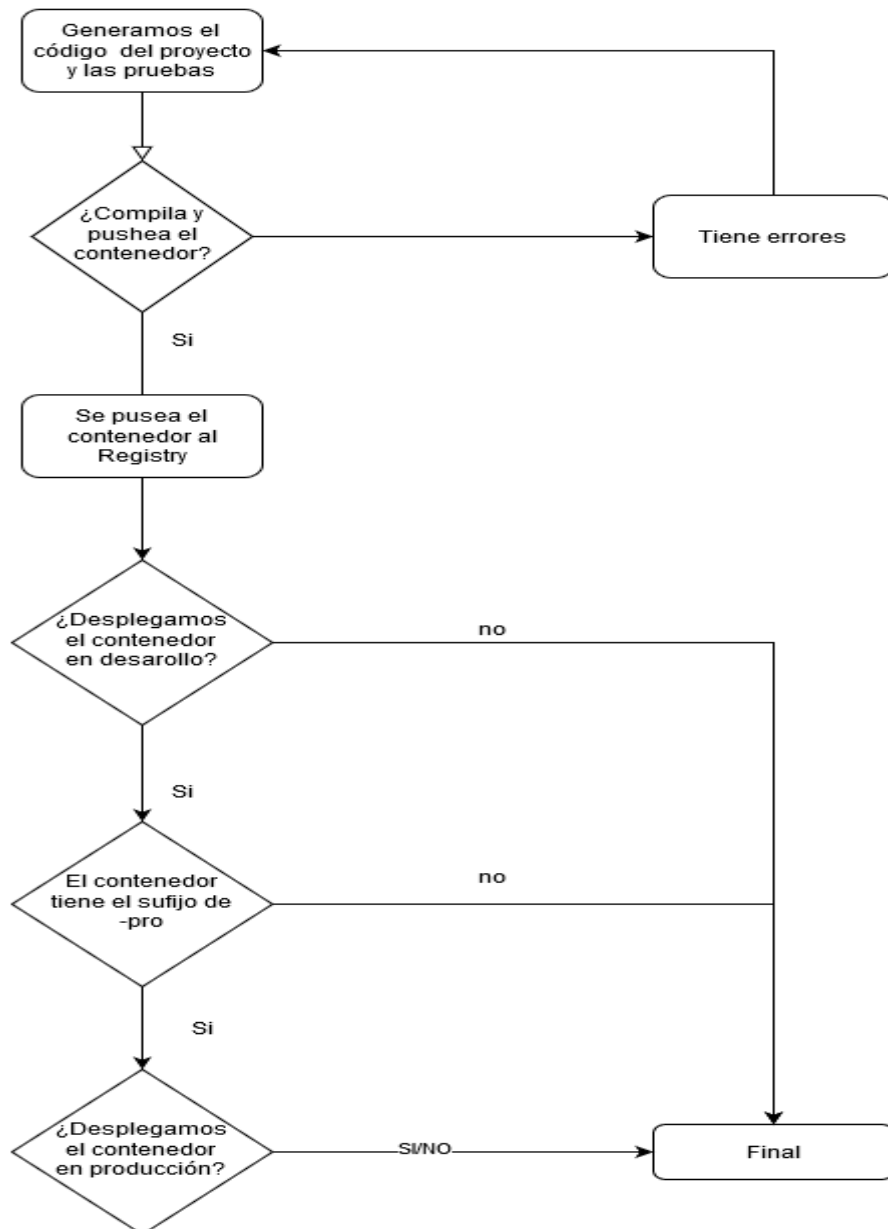 Generamos el
código del proyecto
y las pruebas
¿Compila y
pushea el
contenedor?
Tiene errores
Si
Se pusea el
contenedor al
Registry
¿Desplegamos
el contenedor
en desarollo?
no
Si
El contenedor
tiene el sufijo de
-pro
no
Si
¿Desplegamos
el contenedor
en producción?
SI/NO
Final